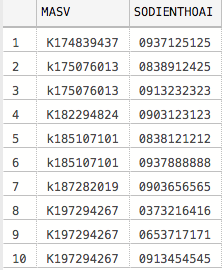 MASV SODIENTHOAI
1 K174839437 0937125125
2 k175076013 0838912425
3 k175076013 0913232323
4 K182294824 0903123123
5 k185107101 0838121212
6 k185107101 0937888888
7 k187282019 0903656565
8 K197294267 0373216416
9 K197294267 0653717171
10 K197294267 0913454545